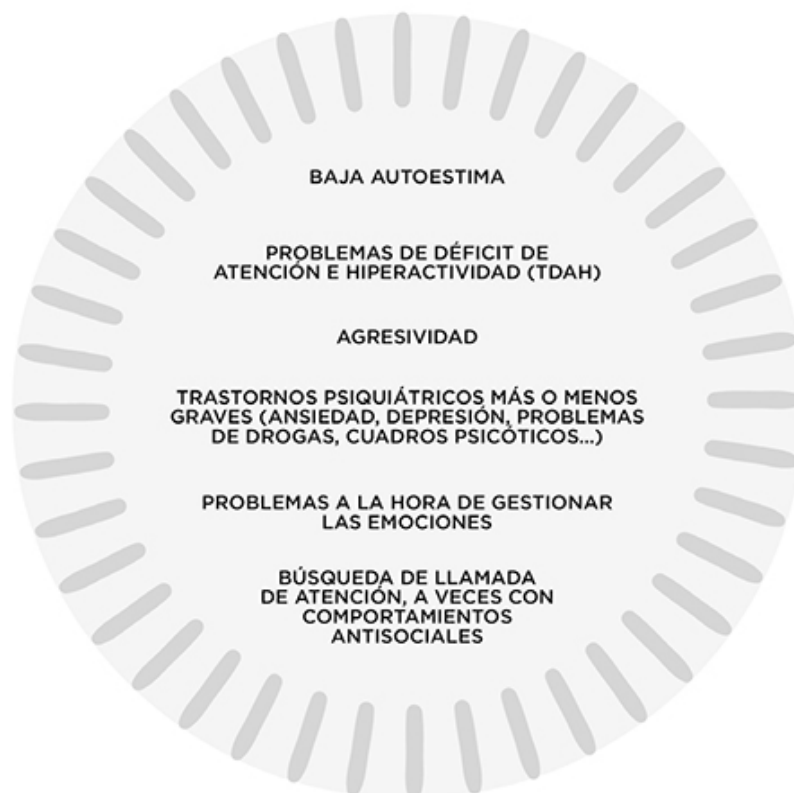 BAJA AUTOESTIMA
PROBLEMAS DE DÉFICIT DE
ATENCIÓN E HIPERACTIVIDAD (TDAH)
AGRESIVIDAD
TRASTORNOS PSIQUIÁTRICOS MÁS O MENOS
GRAVES (ANSIEDAD, DEPRESIÓN, PROBLEMAS
DE DROGAS, CUADROS PSICÓTICOS...)
PROBLEMAS A LA HORA DE GESTIONAR
LAS EMOCIONES
BÚSQUEDA DE LLAMADA
DE ATENCIÓN, A VECES CON
COMPORTAMIENTOS
ANTISOCIALES